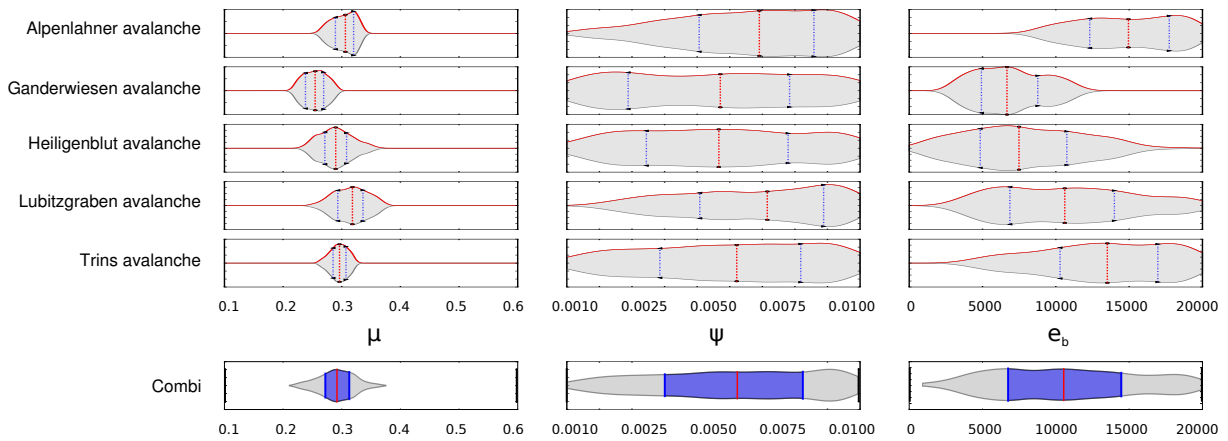 Alpenlahner avalanche
Ganderwiesen avalanche
Heiligenblut avalanche
Lubitzgraben avalanche
Trins avalanche
0.1 0.2 0.3 0.4 0.5 0.6 0.0010 0.0025 0.005 0.0075 0.0100 0 5000 10000 15000 20000
μ ψ e_b
Combi
0.1 0.2 0.3 0.4 0.5 0.6 0.0010 0.0025 0.005 0.0075 0.0100 0 5000 10000 15000 20000